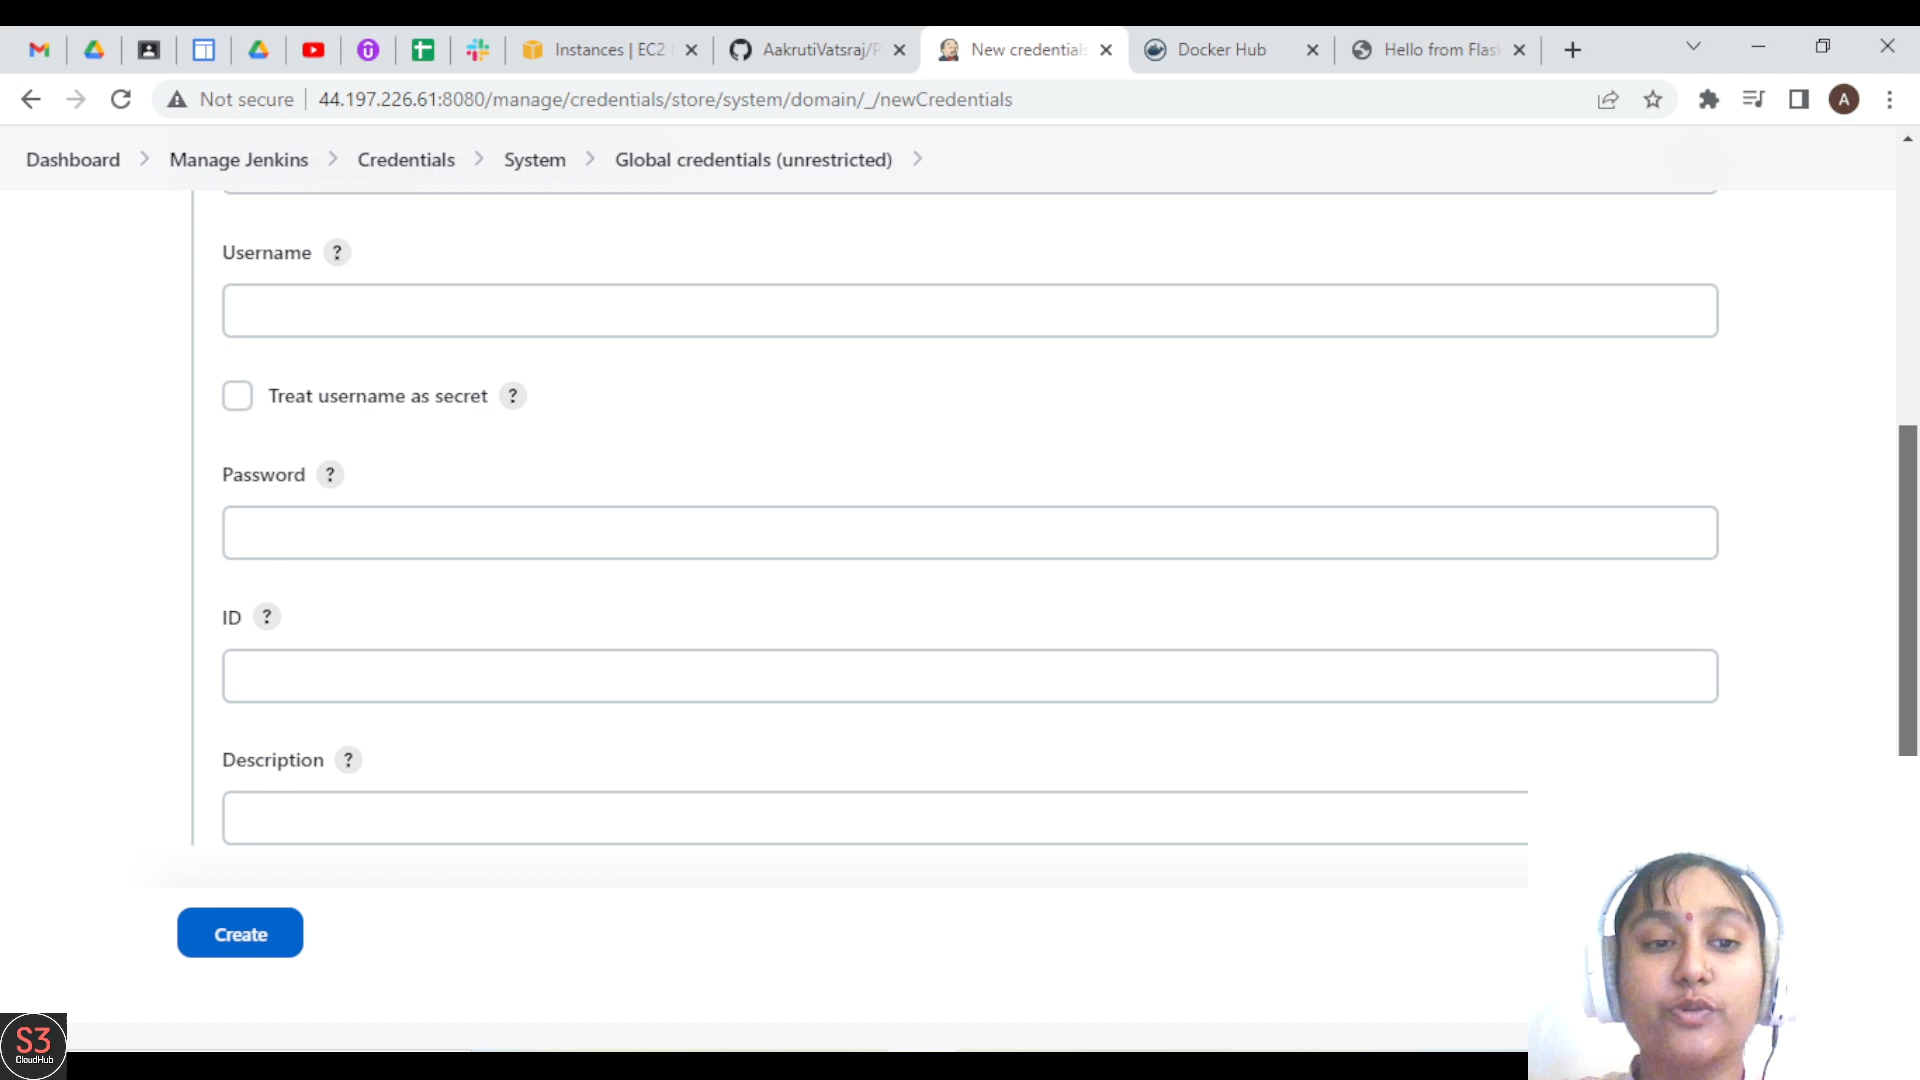 Instances | EC2
AakrutiVatsraj/P
New credentials
Docker Hub
Hello from Flask
Not secure
44.197.226.61:8080/manage/credentials/store/system/domain/_/newCredentials
A
Dashboard
Manage Jenkins
Credentials
System
Global credentials (unrestricted)
Username ?
Treat username as secret ?
Password ?
ID ?
Description ?
Create
S3
CloudHub